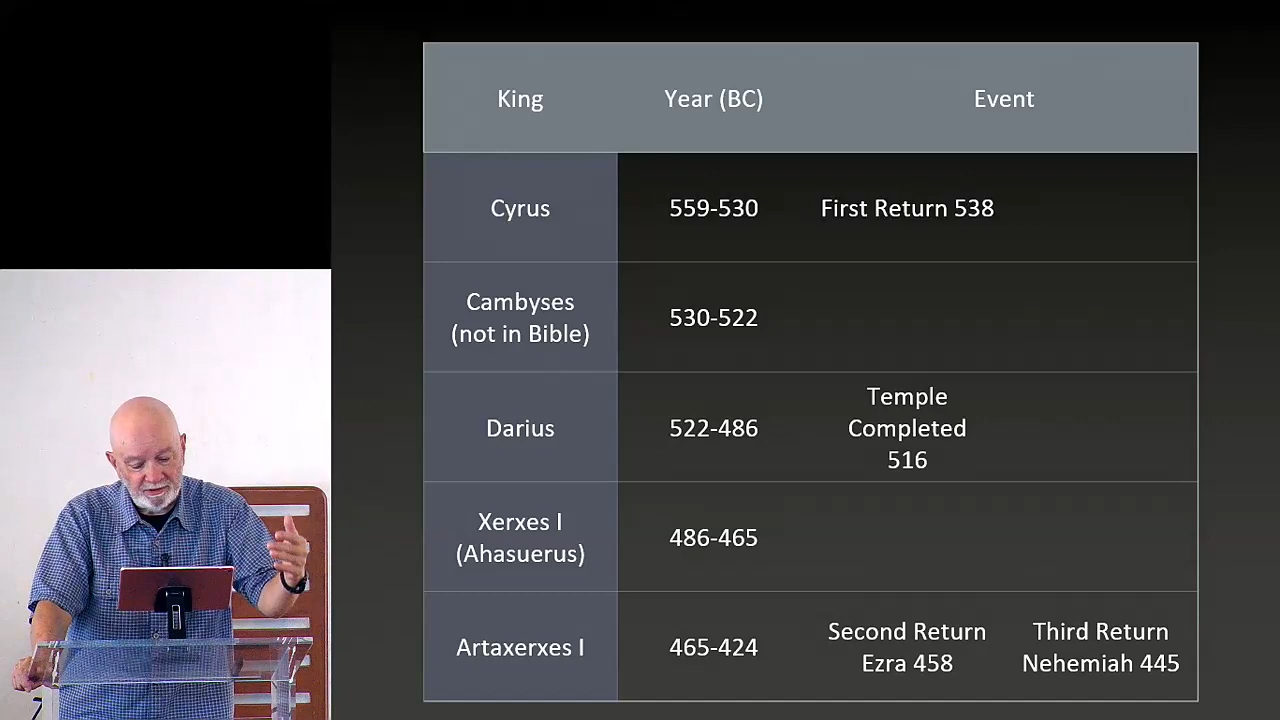 King Year (BC) Event
Cyrus 559-530 First Return 538
Cambyses
(not in Bible) 530-522
Darius 522-486 Temple
Completed
516
Xerxes I
(Ahasuerus) 486-465
Artaxerxes I 465-424 Second Return
Ezra 458
Third Return
Nehemiah 445